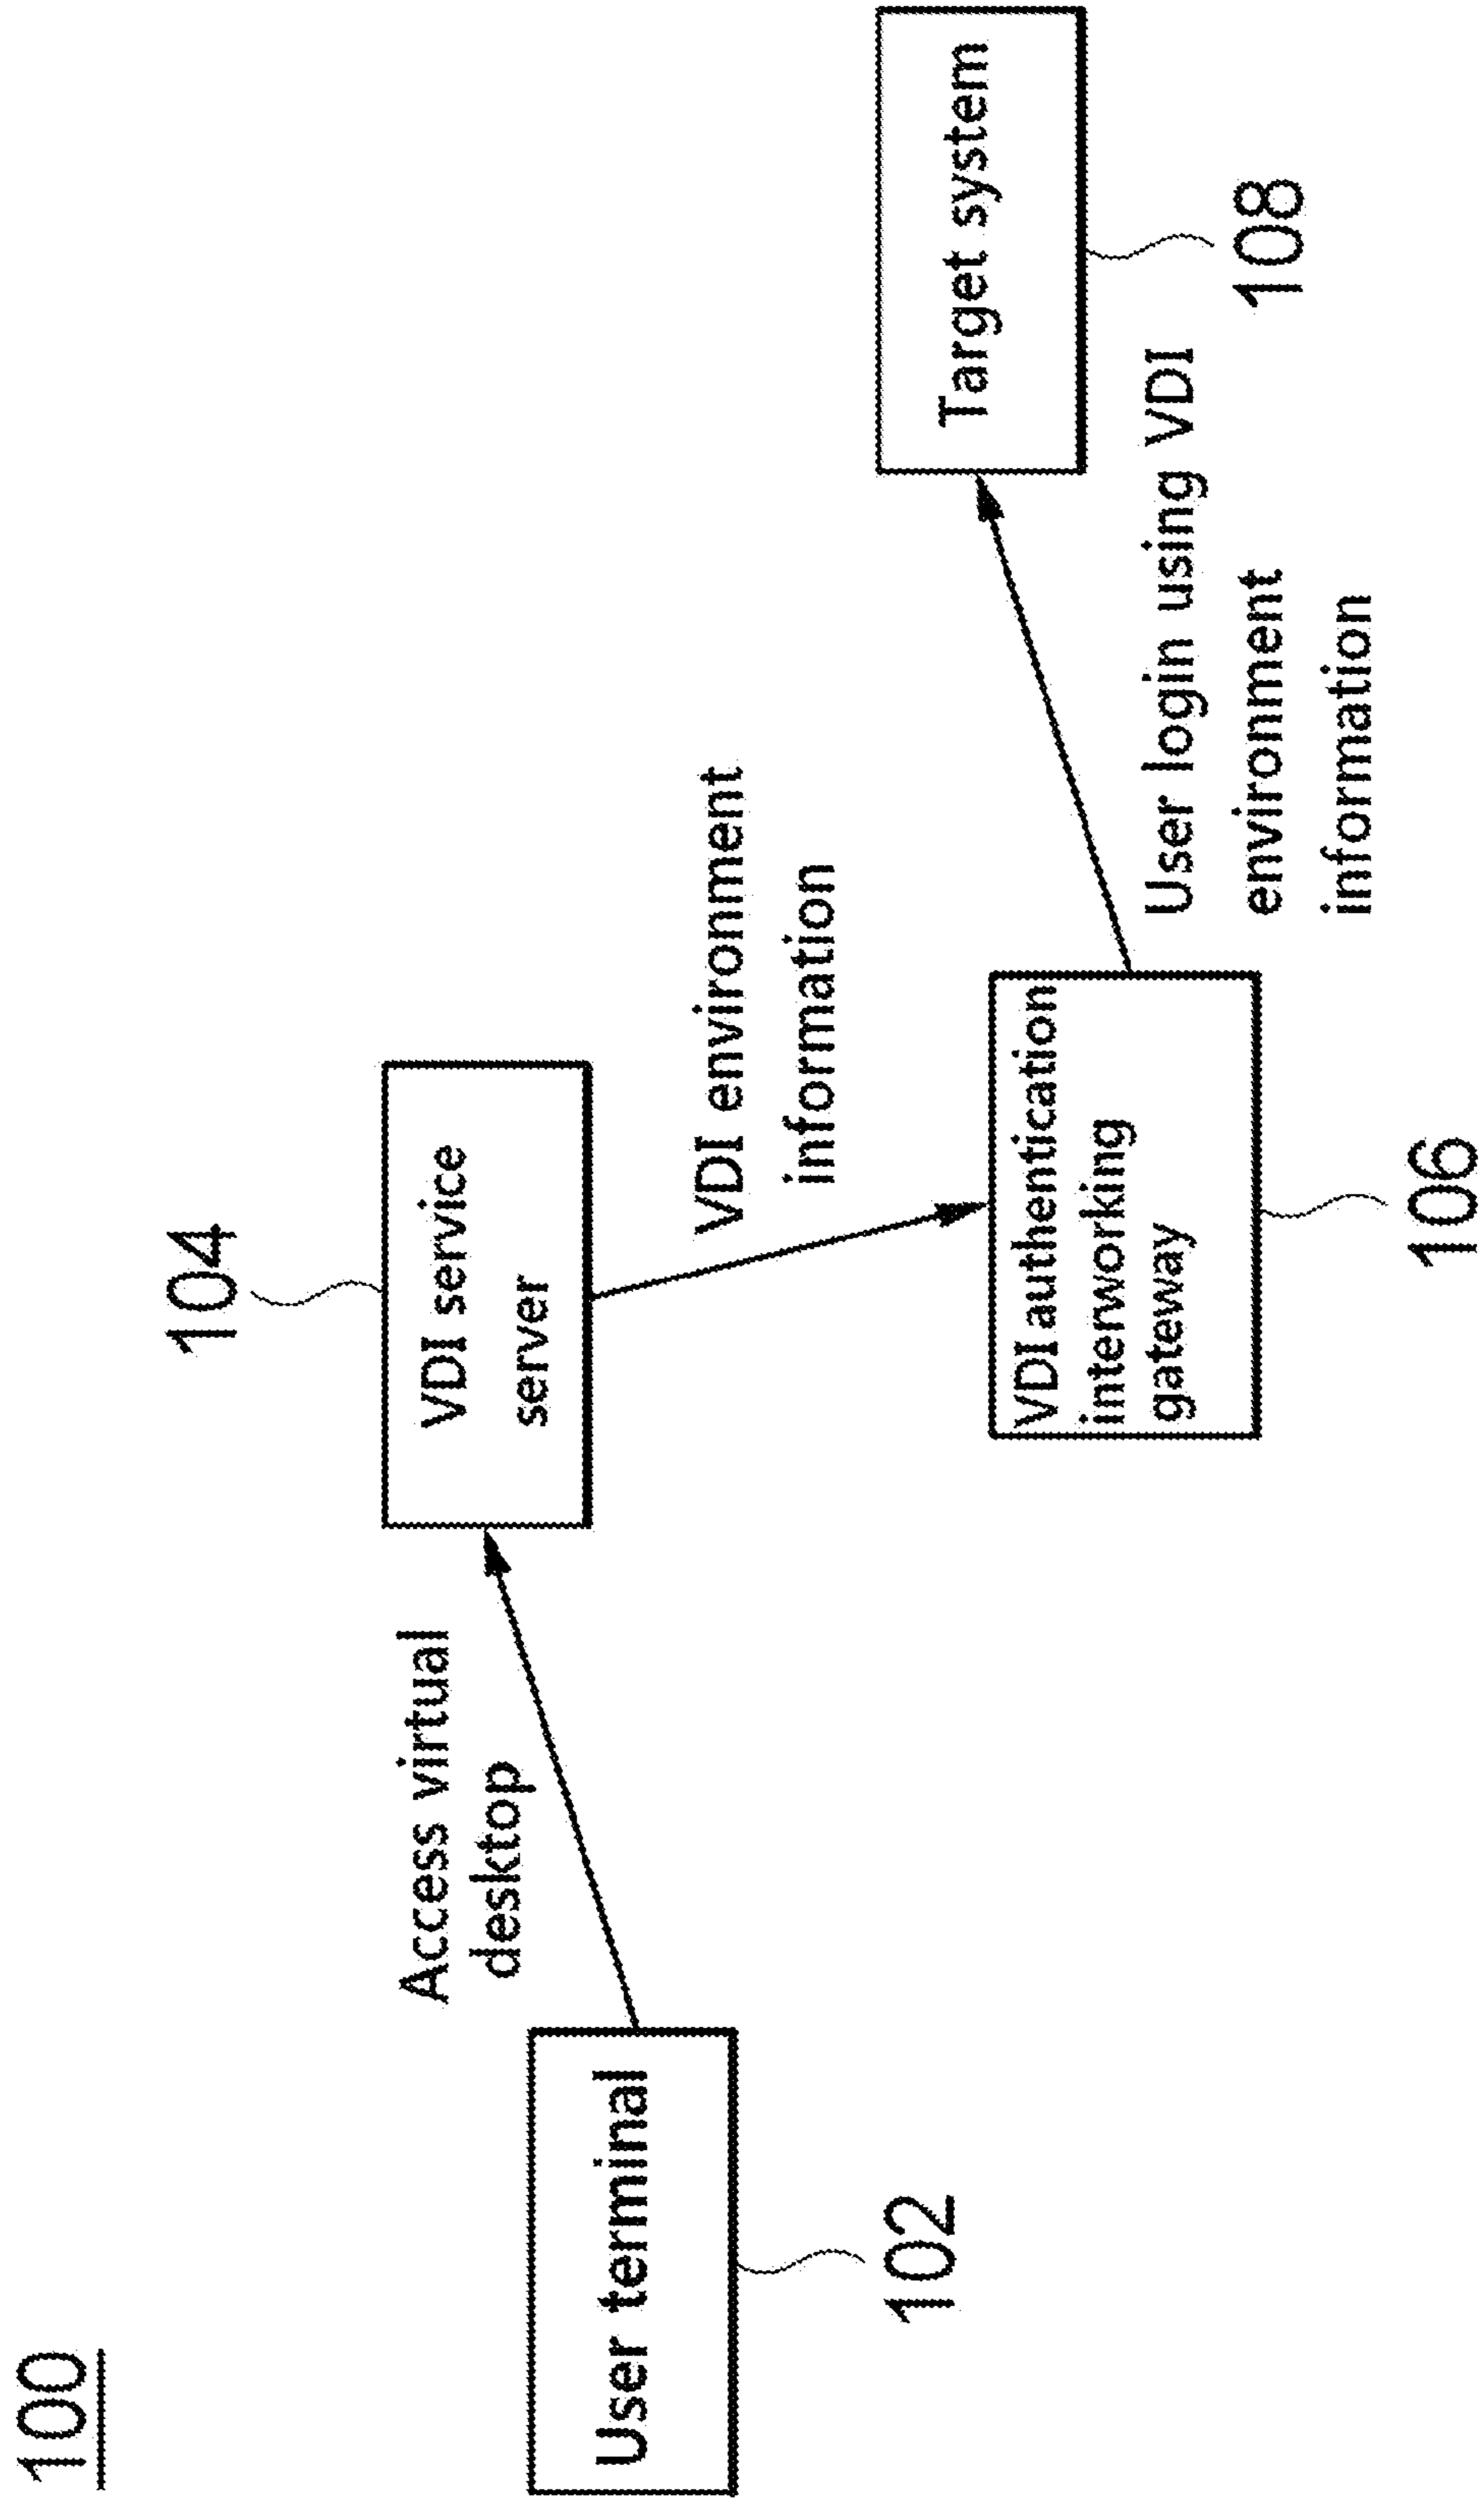 100
User terminal
102
Access virtual
desktop
104
VDI service
server
VDI environment
information
VDI authentication
interworking
gateway
106
User login using VDI
environment
information
Target system
108